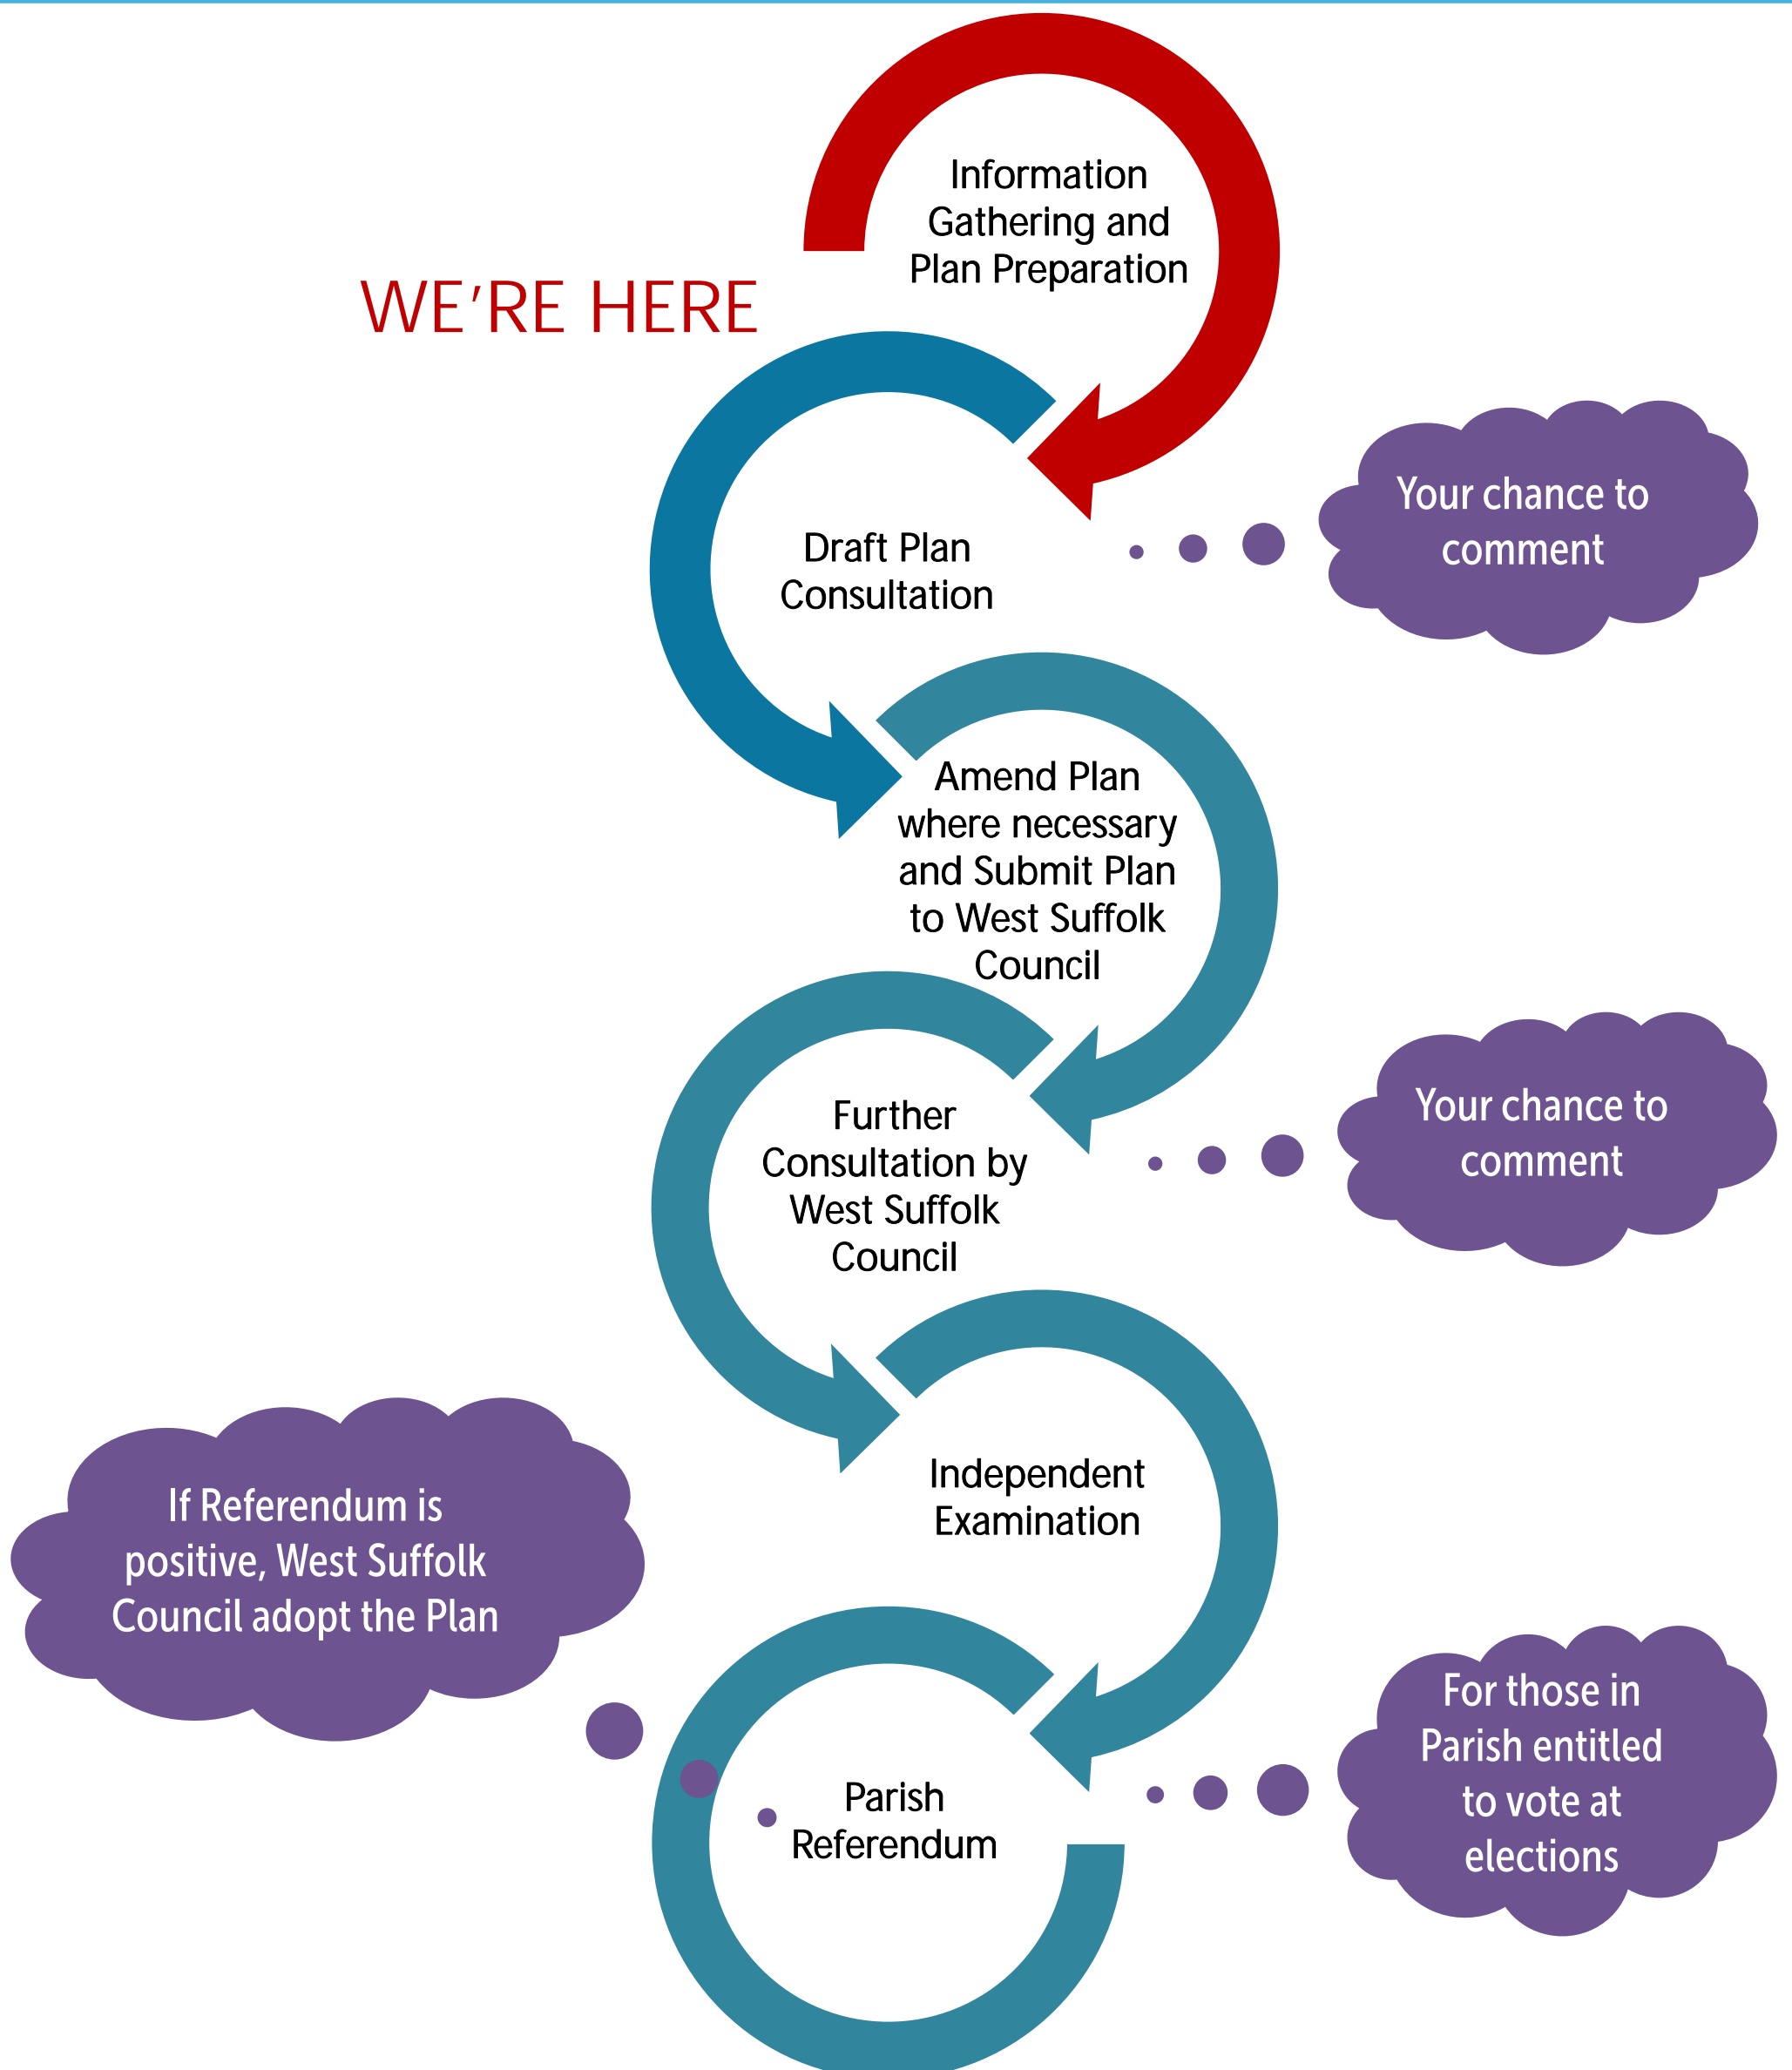 Information
Gathering and
Plan Preparation
WE’RE HERE
Your chance to
comment
Draft Plan
Consultation
Amend Plan
where necessary
and Submit Plan
to West Suffolk
Council
Further
Consultation by
West Suffolk
Council
Your chance to
comment
Independent
Examination
If Referendum is
positive, West Suffolk
Council adopt the Plan
Parish
Referendum
For those in
Parish entitled
to vote at
elections